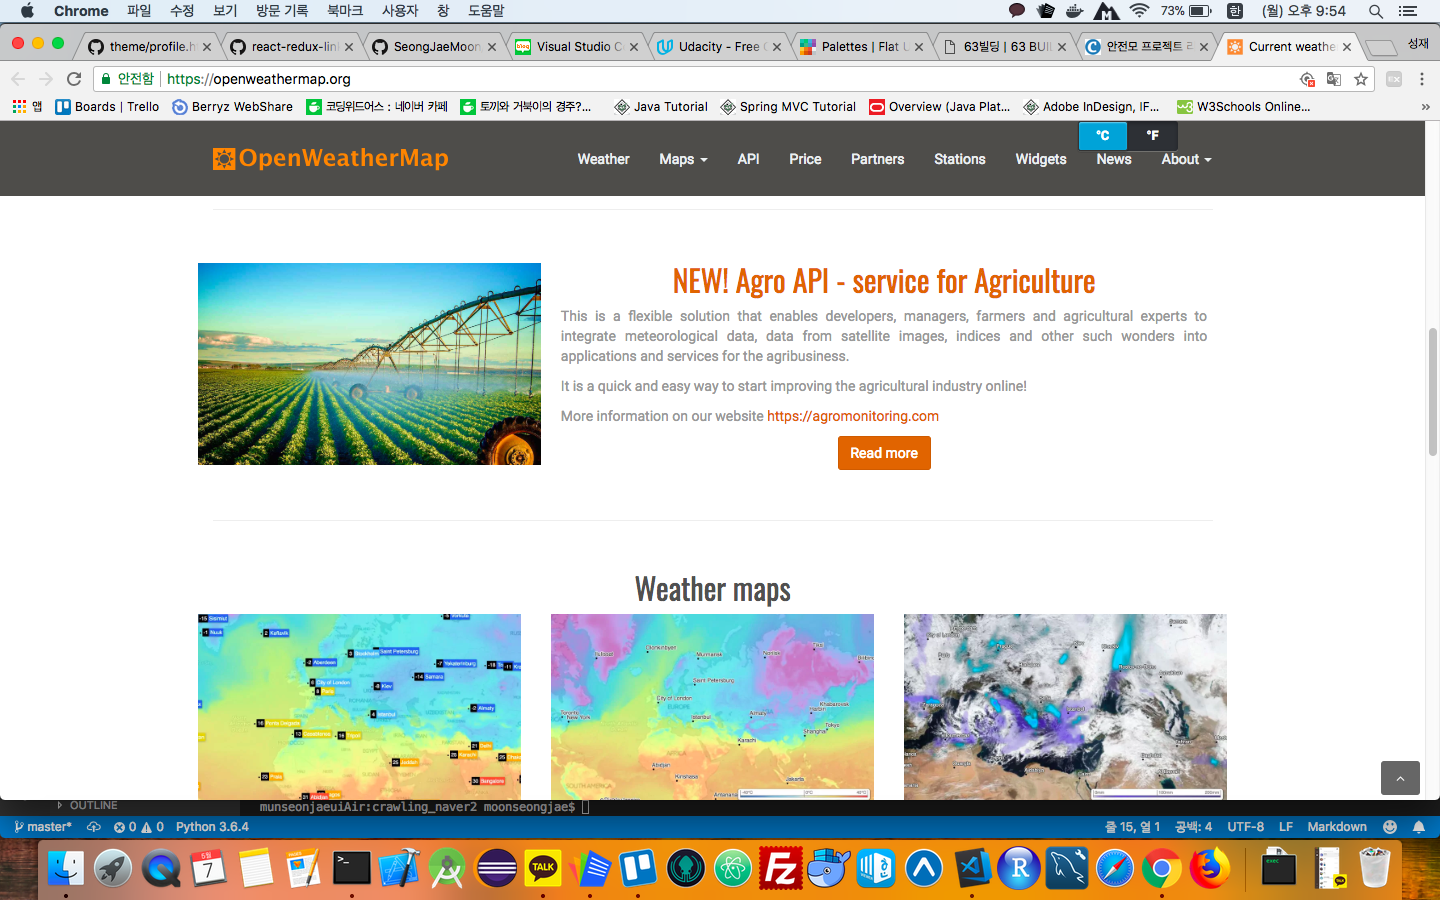 Chrome 파일 수정 보기 방문 기록 북마크 사용자 창 도움말 73% 한 (월) 오후 9:54
theme/profile.h react-redux-lin SeongJaeMoon Visual Studio C Udacity - Free Palettes | Flat U 63빌딩 | 63 BUI 안전모 프로젝트 Current weathe 성재
안전함 https://openweathermap.org
앱 Boards | Trello Berryz WebShare 코딩위드어스 : 네이버 카페 토끼와 거북이의 경주?... Java Tutorial Spring MVC Tutorial Overview (Java Plat... Adobe InDesign, IF... W3Schools Online... »
°C °F
OpenWeatherMap Weather Maps API Price Partners Stations Widgets News About
NEW! Agro API - service for Agriculture
This is a flexible solution that enables developers, managers, farmers and agricultural experts to
integrate meteorological data, data from satellite images, indices and other such wonders into
applications and services for the agribusiness.
It is a quick and easy way to start improving the agricultural industry online!
More information on our website https://agromonitoring.com
Read more
Weather maps
OUTLINE munseonjaeuiAir:crawling_naver2 moonseongjae$
master* 0 0 Python 3.6.4 줄 15, 열 1 공백: 4 UTF-8 LF Markdown
6월 7 TALK FZ R